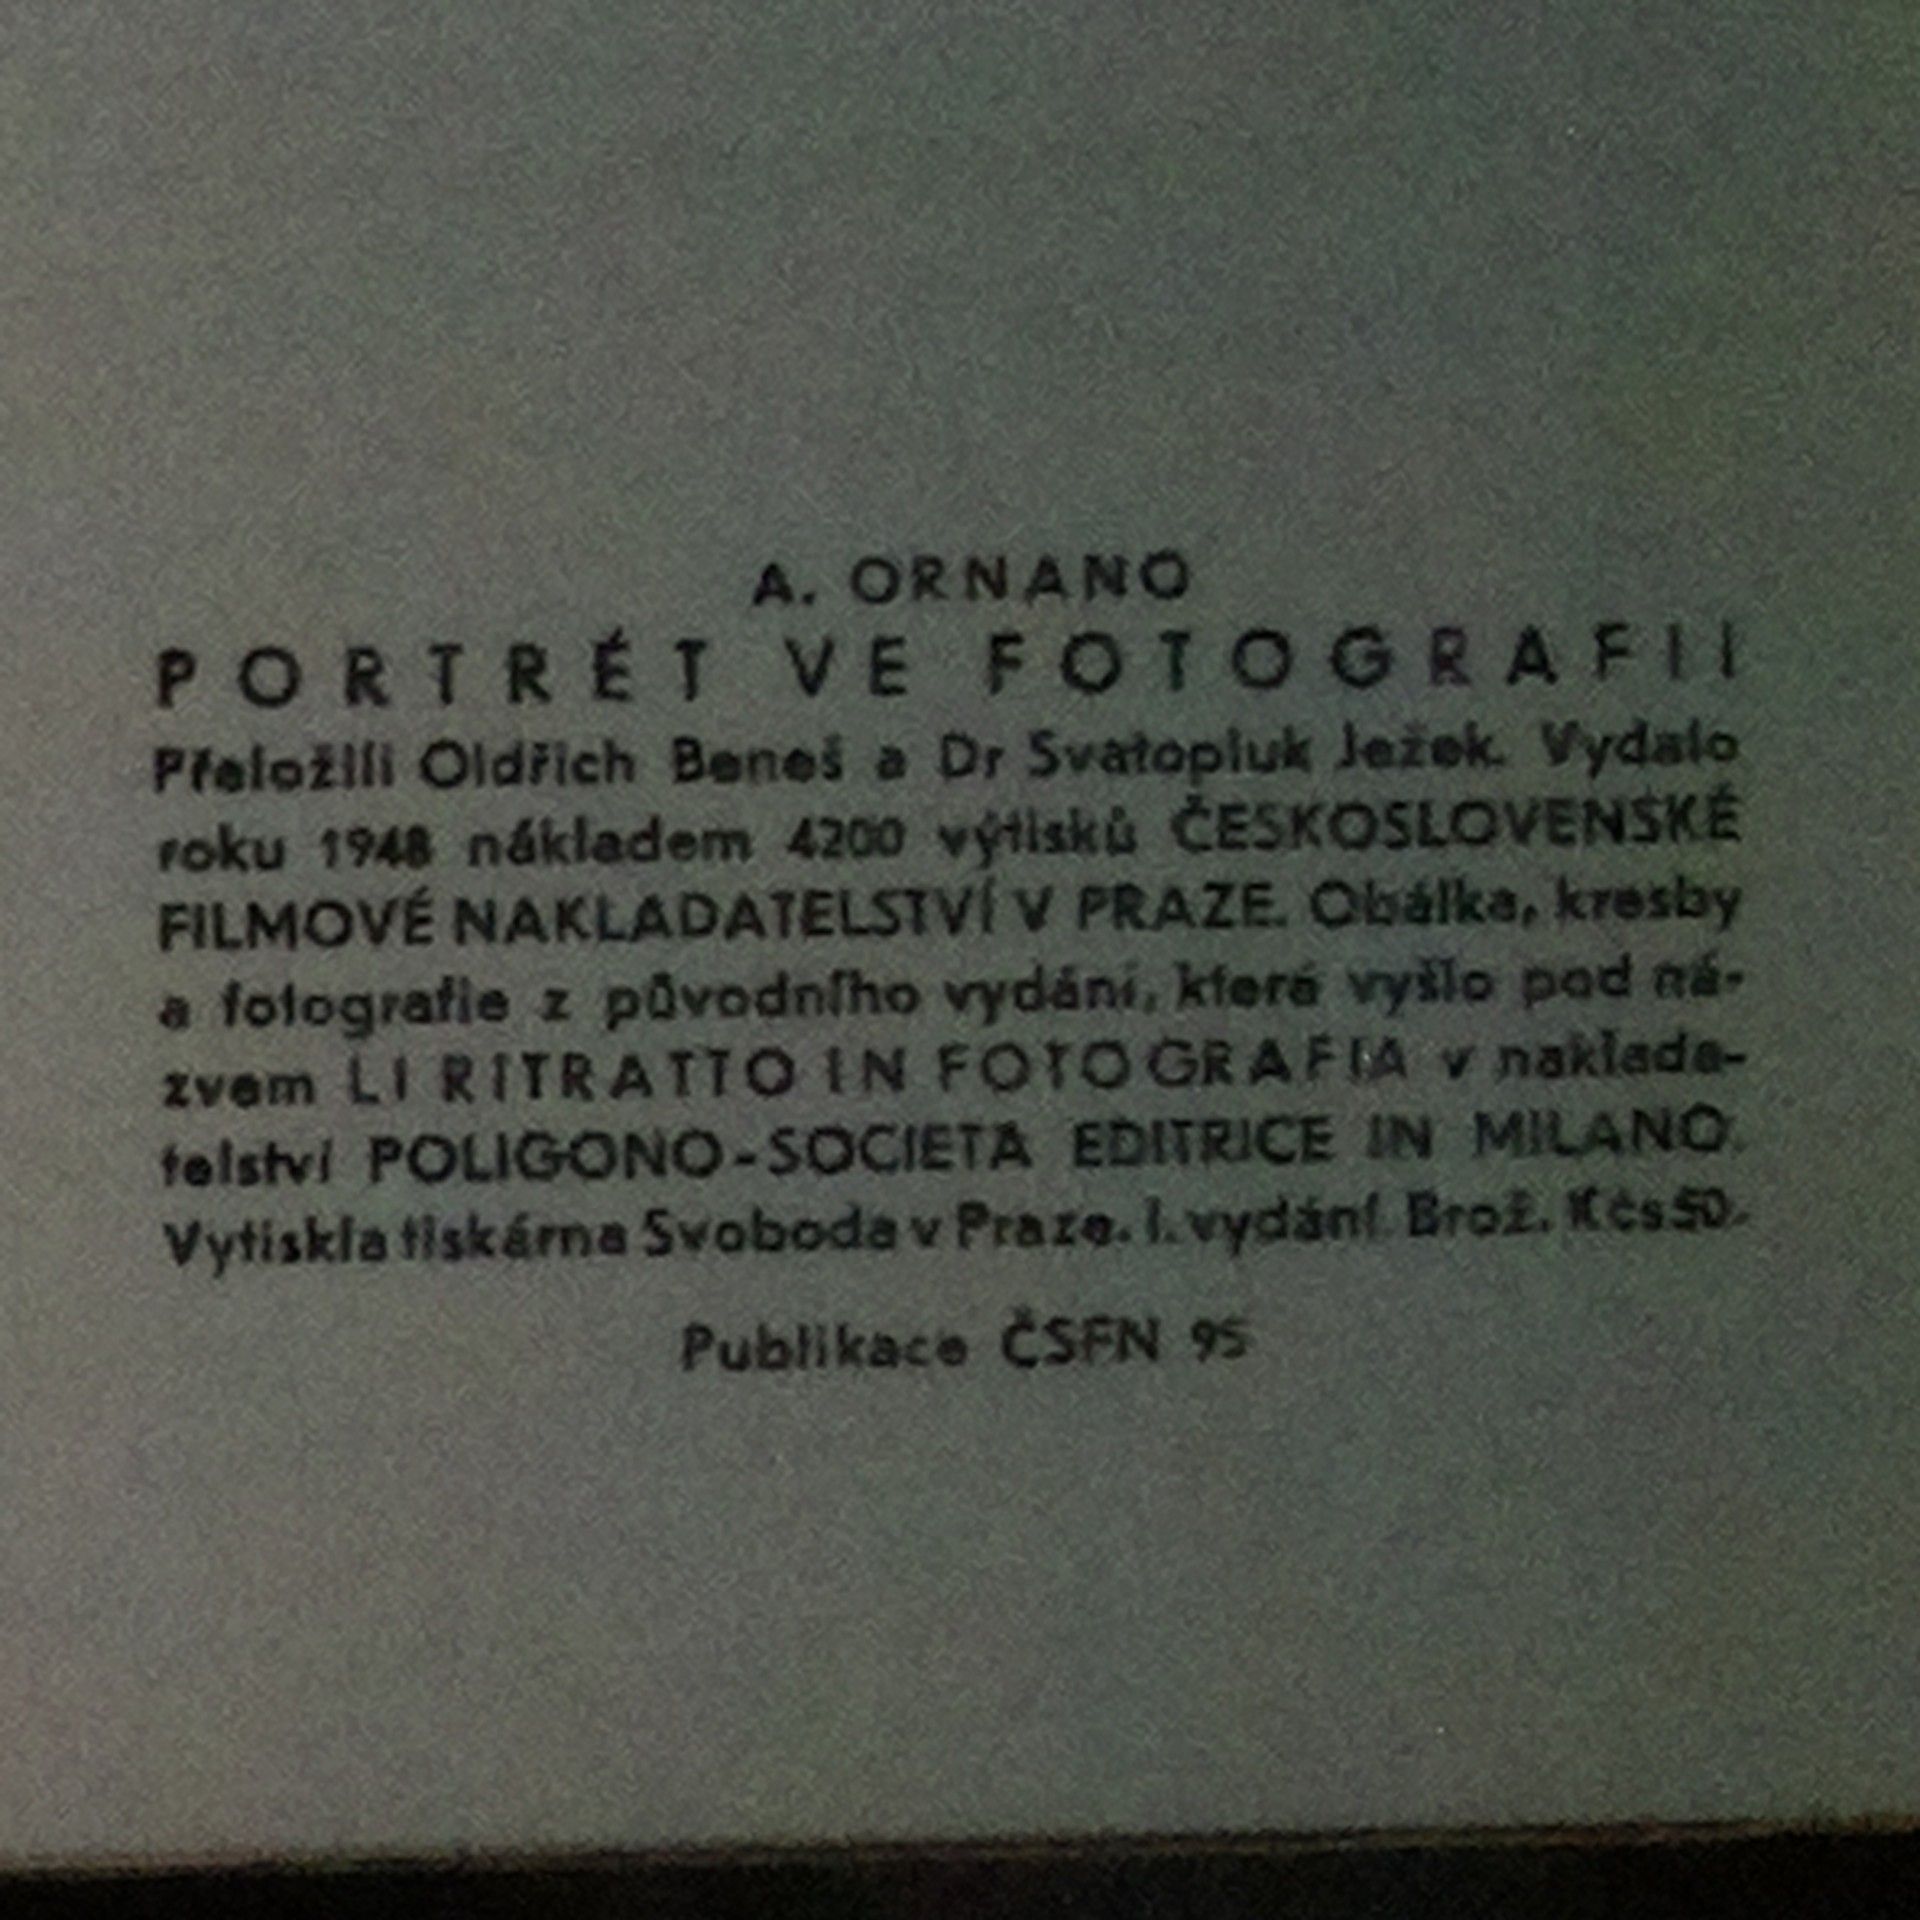 A. ORNANO
PORTRÉT VE FOTOGRAFII
Přeložili Oldřich Beneš a Dr Svatopluk Ježek. Vydalo
roku 1948 nákladem 4200 výtisků ČESKOSLOVENSKÉ
FILMOVÉ NAKLADATELSTVÍ V PRAZE. Obálka, kresby
a fotografie z původního vydání, které vyšlo pod ná-
zvem LI RITRATTO IN FOTOGRAFIA v naklada-
telství POLIGONO-SOCIETA EDITRICE IN MILANO.
Vytiskla tiskárna Svoboda v Praze. I. vydání. Brož. Kčs 50.-
Publikace ČSFN 95